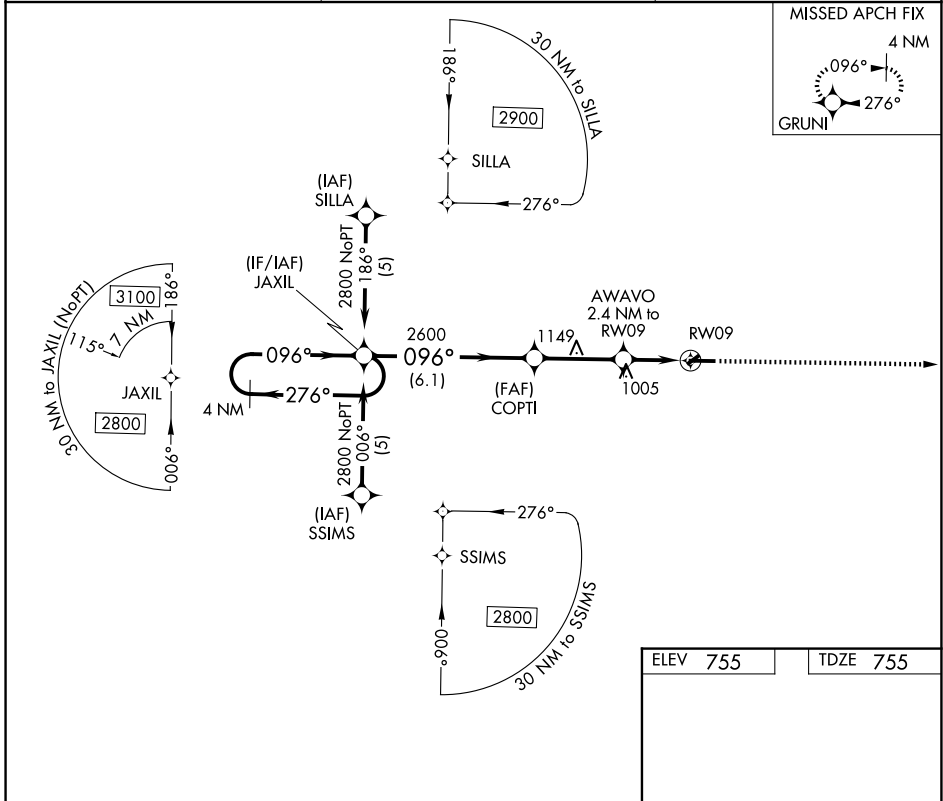 MISSED APCH FIX
4 NM
096°
276°
GRUNI
30 NM to SILLA
186°
2900
SILLA
276°
(IAF)
SILLA
2800 NoPT
186°
(5)
(IF/IAF)
JAXIL
30 NM to JAXIL (NoPT)
3100
186°
115°
7 NM
JAXIL
2800
006°
096°
276°
4 NM
2600
096°
(6.1)
1149
AWAVO
2.4 NM to
RW09
RW09
(FAF)
COPTI
1005
2800 NoPT
006°
(5)
(IAF)
SSIMS
276°
SSIMS
2800
006°
30 NM to SSIMS
ELEV 755
TDZE 755